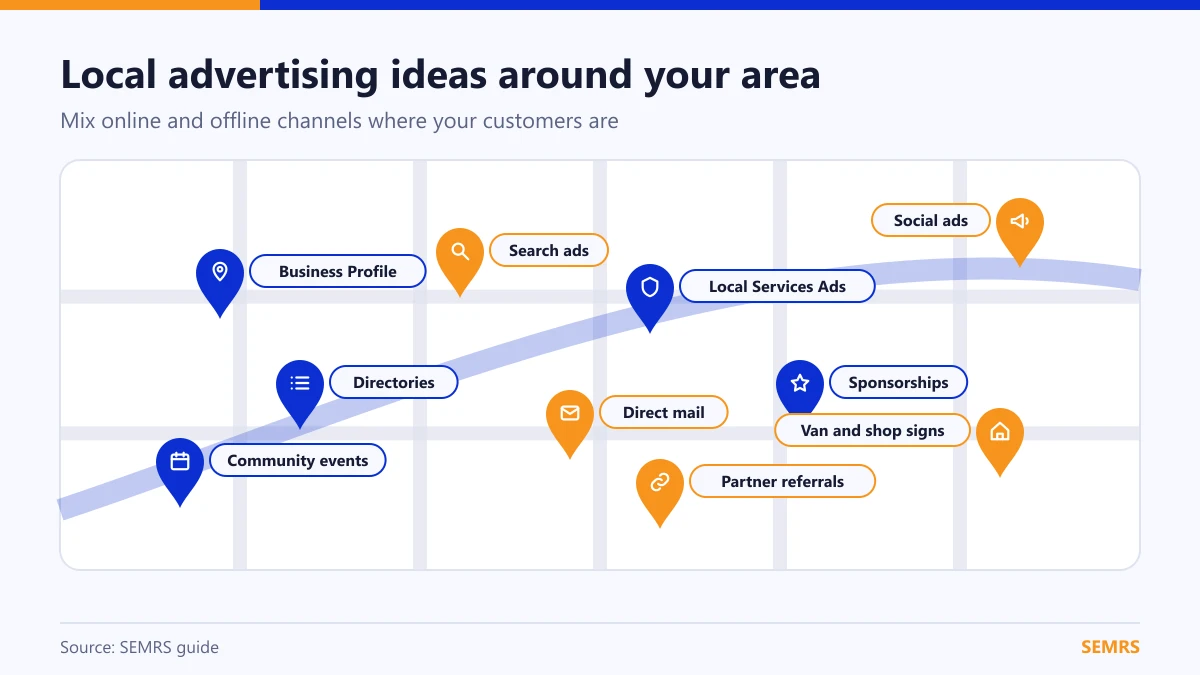 Local advertising ideas around your area
Mix online and offline channels where your customers are
Social ads
Search ads
Business Profile
Local Services Ads
Directories
Sponsorships
Direct mail
Van and shop signs
Community events
Partner referrals
Source: SEMRS guide
SEMRS